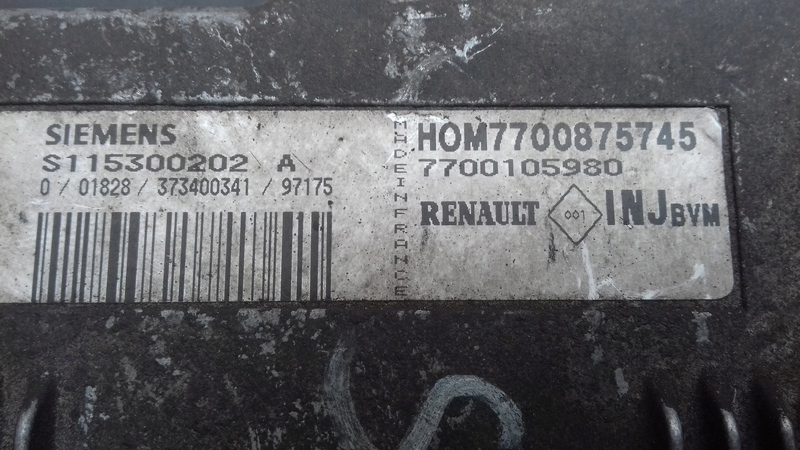 SIEMENS
S115300202 A
0 / 01828 / 373400341 / 97175
MADE IN FRANCE
HOM7700875745
7700105980
RENAULT 001 INJ BVM